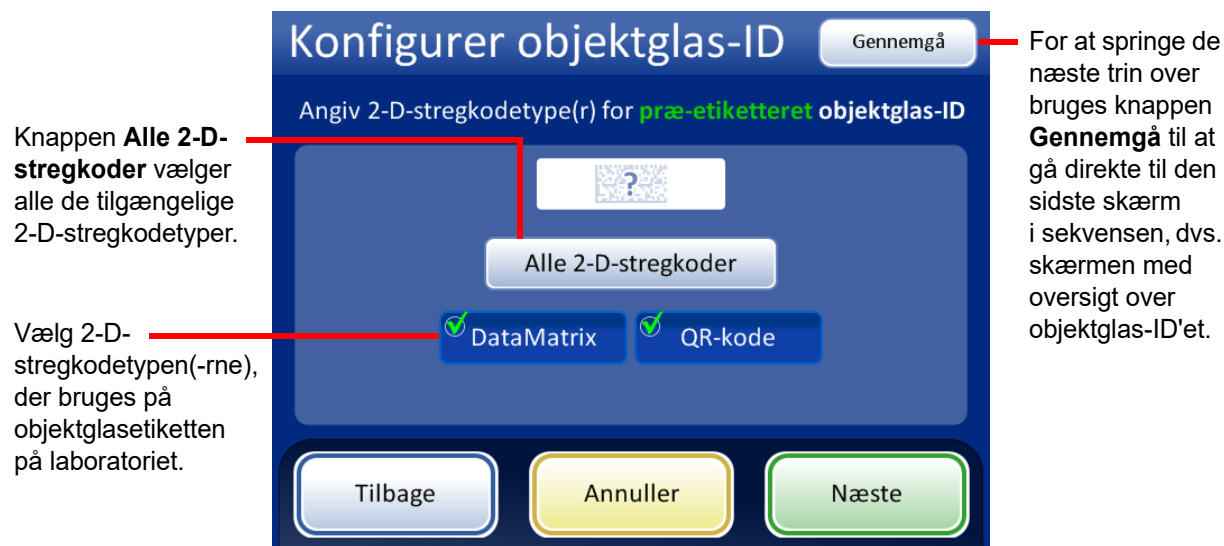 Konfigurer objektglas-ID
Gennemgå
Angiv 2-D-stregkodetype(r) for præ-etiketteret objektglas-ID
?
Alle 2-D-stregkoder
DataMatrix
QR-kode
Tilbage
Annuller
Næste
Knappen Alle 2-D-
stregkoder vælger
alle de tilgængelige
2-D-stregkodetyper.
Vælg 2-D-
stregkodetypen(-rne),
der bruges på
objektglasetiketten
på laboratoriet.
For at springe de
næste trin over
bruges knappen
Gennemgå til at
gå direkte til den
sidste skærm
i sekvensen, dvs.
skærmen med
oversigt over
objektglas-ID'et.